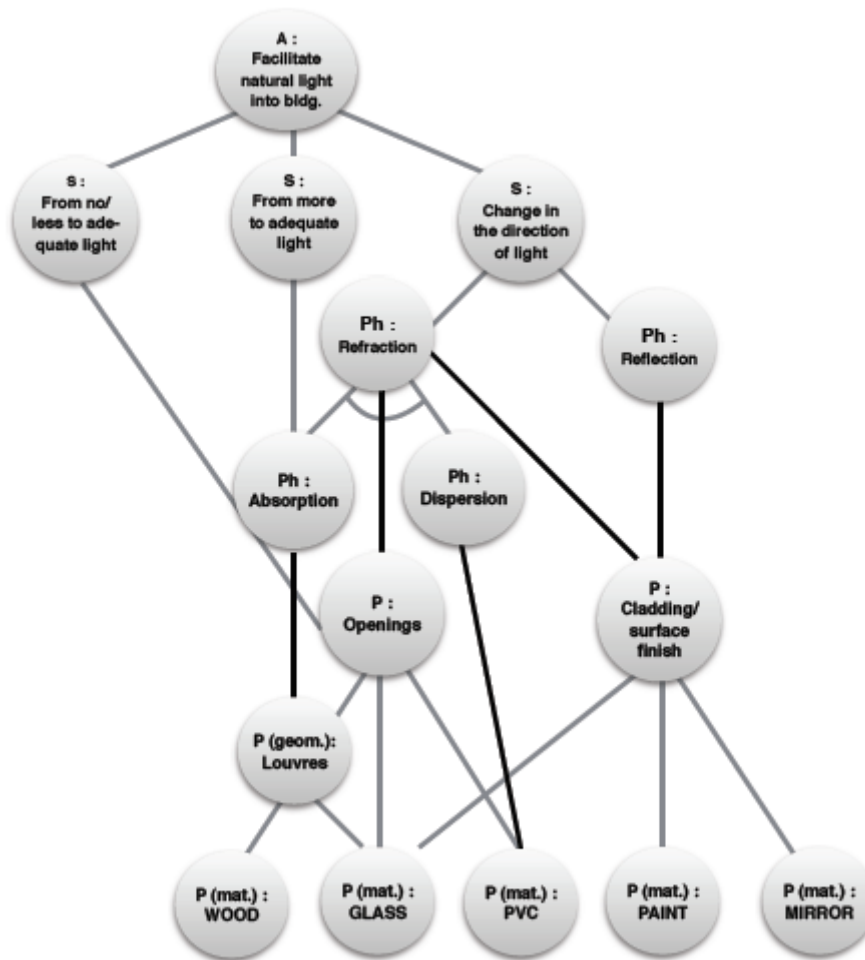 A :
Facilitate
natural light
into bldg.
S :
From no/
less to ade-
quate light
S :
From more
to adequate
light
S :
Change in
the direction
of light
Ph :
Refraction
Ph :
Reflection
Ph :
Absorption
Ph :
Dispersion
P :
Openings
P :
Cladding/
surface
finish
P (geom.):
Louvres
P (mat.) :
WOOD
P (mat.) :
GLASS
P (mat.) :
PVC
P (mat.) :
PAINT
P (mat.) :
MIRROR